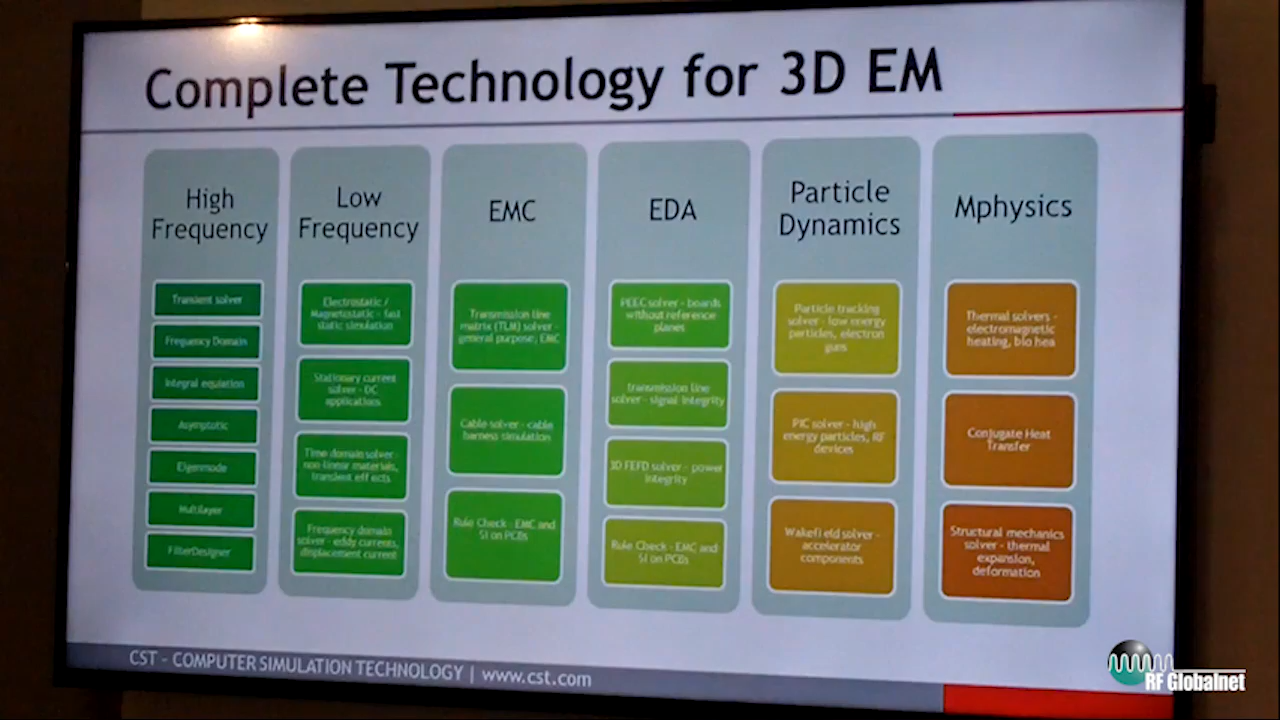 Complete Technology for 3D EM
High
Frequency
Transient solver
Frequency Domain
Integral equation
Asymptotic
Eigenmode
Multilayer
FilterDesigner
Low
Frequency
Electrostatic /
Magnetostatic - fast
static simulation
Stationary current
solver - DC
applications
Time domain solver -
non linear materials,
transient effects
Frequency domain
solver - eddy currents,
displacement current
EMC
Transmission line
matrix (TLM) solver -
general purpose, EMC
Cable solver - cable
harness simulation
Rule Check - EMC and
SI on PCBs
EDA
PEEC solver - boards
without reference
planes
Transmission line
solver - signal integrity
3D FEFD solver - power
integrity
Rule Check - EMC and
SI on PCBs
Particle
Dynamics
Particle tracking
solver - low energy
particles, electron
guns
PIC solver - high
energy particles, RF
devices
Wakefield solver -
accelerator
components
Mphysics
Thermal solvers -
electromagnetic
heating, bio hea
Conjugate Heat
Transfer
Structural mechanics
solver - thermal
expansion,
deformation
CST – COMPUTER SIMULATION TECHNOLOGY | www.cst.com
RF Globalnet